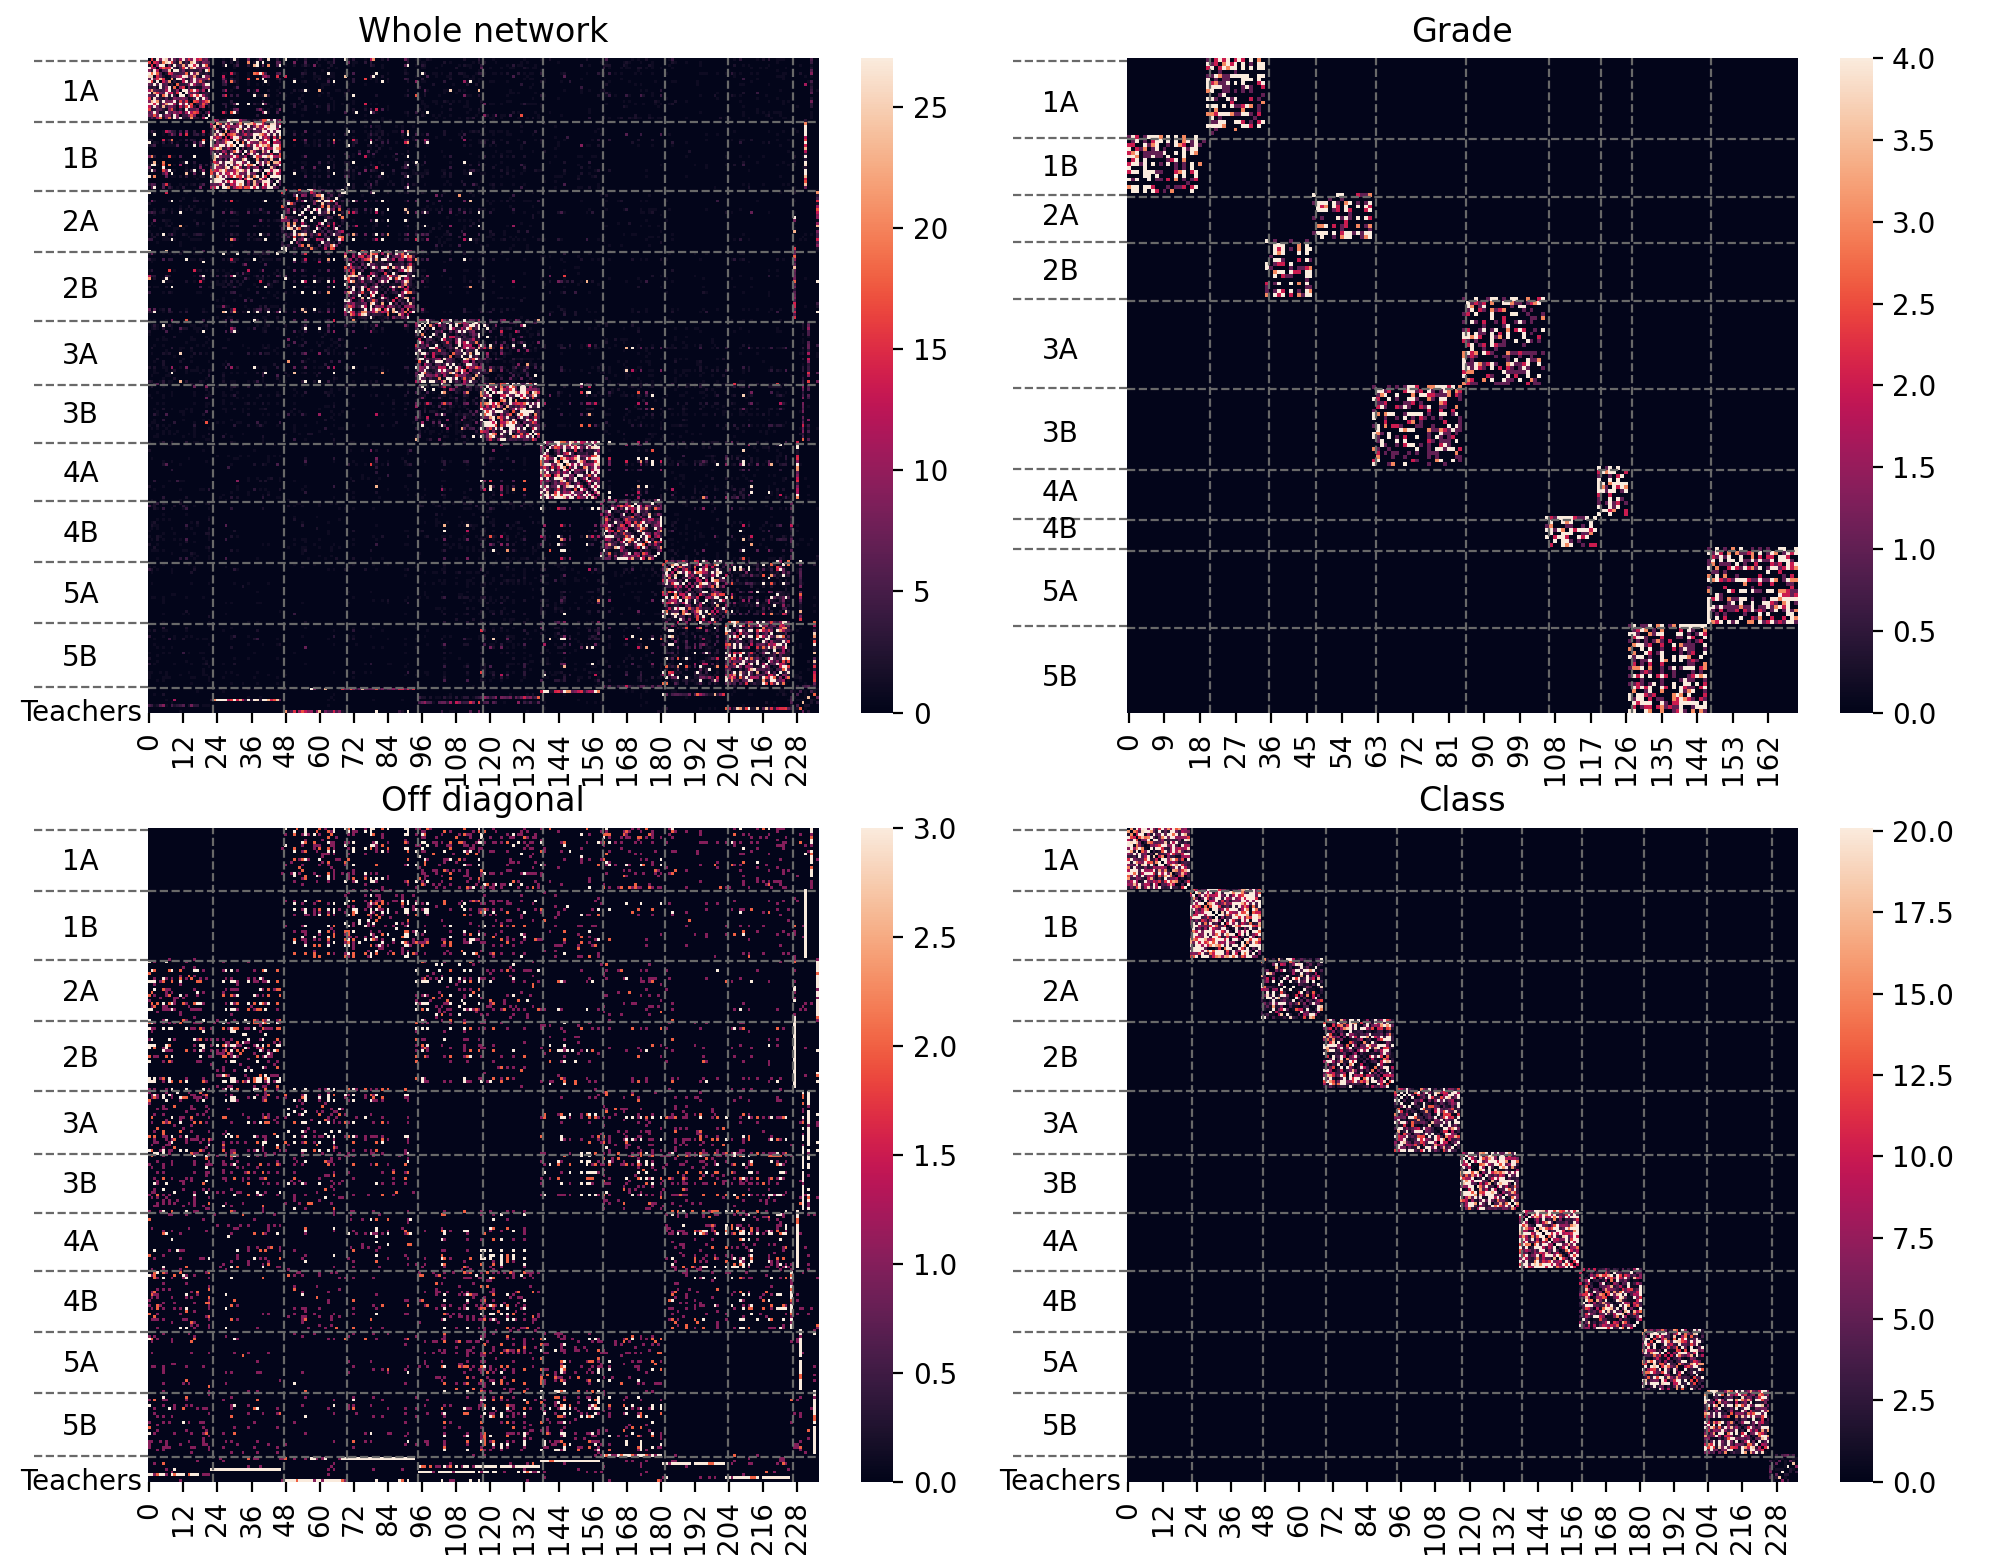 Whole network
1A
1B
2A
2B
3A
3B
4A
4B
5A
5B
Teachers
0 12 24 36 48 60 72 84 96 108 120 132 144 156 168 180 192 204 216 228
25
20
15
10
5
0
Grade
1A
1B
2A
2B
3A
3B
4A
4B
5A
5B
0 9 18 27 36 45 54 63 72 81 90 99 108 117 126 135 144 153 162
4.0
3.5
3.0
2.5
2.0
1.5
1.0
0.5
0.0
Off diagonal
1A
1B
2A
2B
3A
3B
4A
4B
5A
5B
Teachers
0 12 24 36 48 60 72 84 96 108 120 132 144 156 168 180 192 204 216 228
3.0
2.5
2.0
1.5
1.0
0.5
0.0
Class
1A
1B
2A
2B
3A
3B
4A
4B
5A
5B
Teachers
0 12 24 36 48 60 72 84 96 108 120 132 144 156 168 180 192 204 216 228
20.0
17.5
15.0
12.5
10.0
7.5
5.0
2.5
0.0